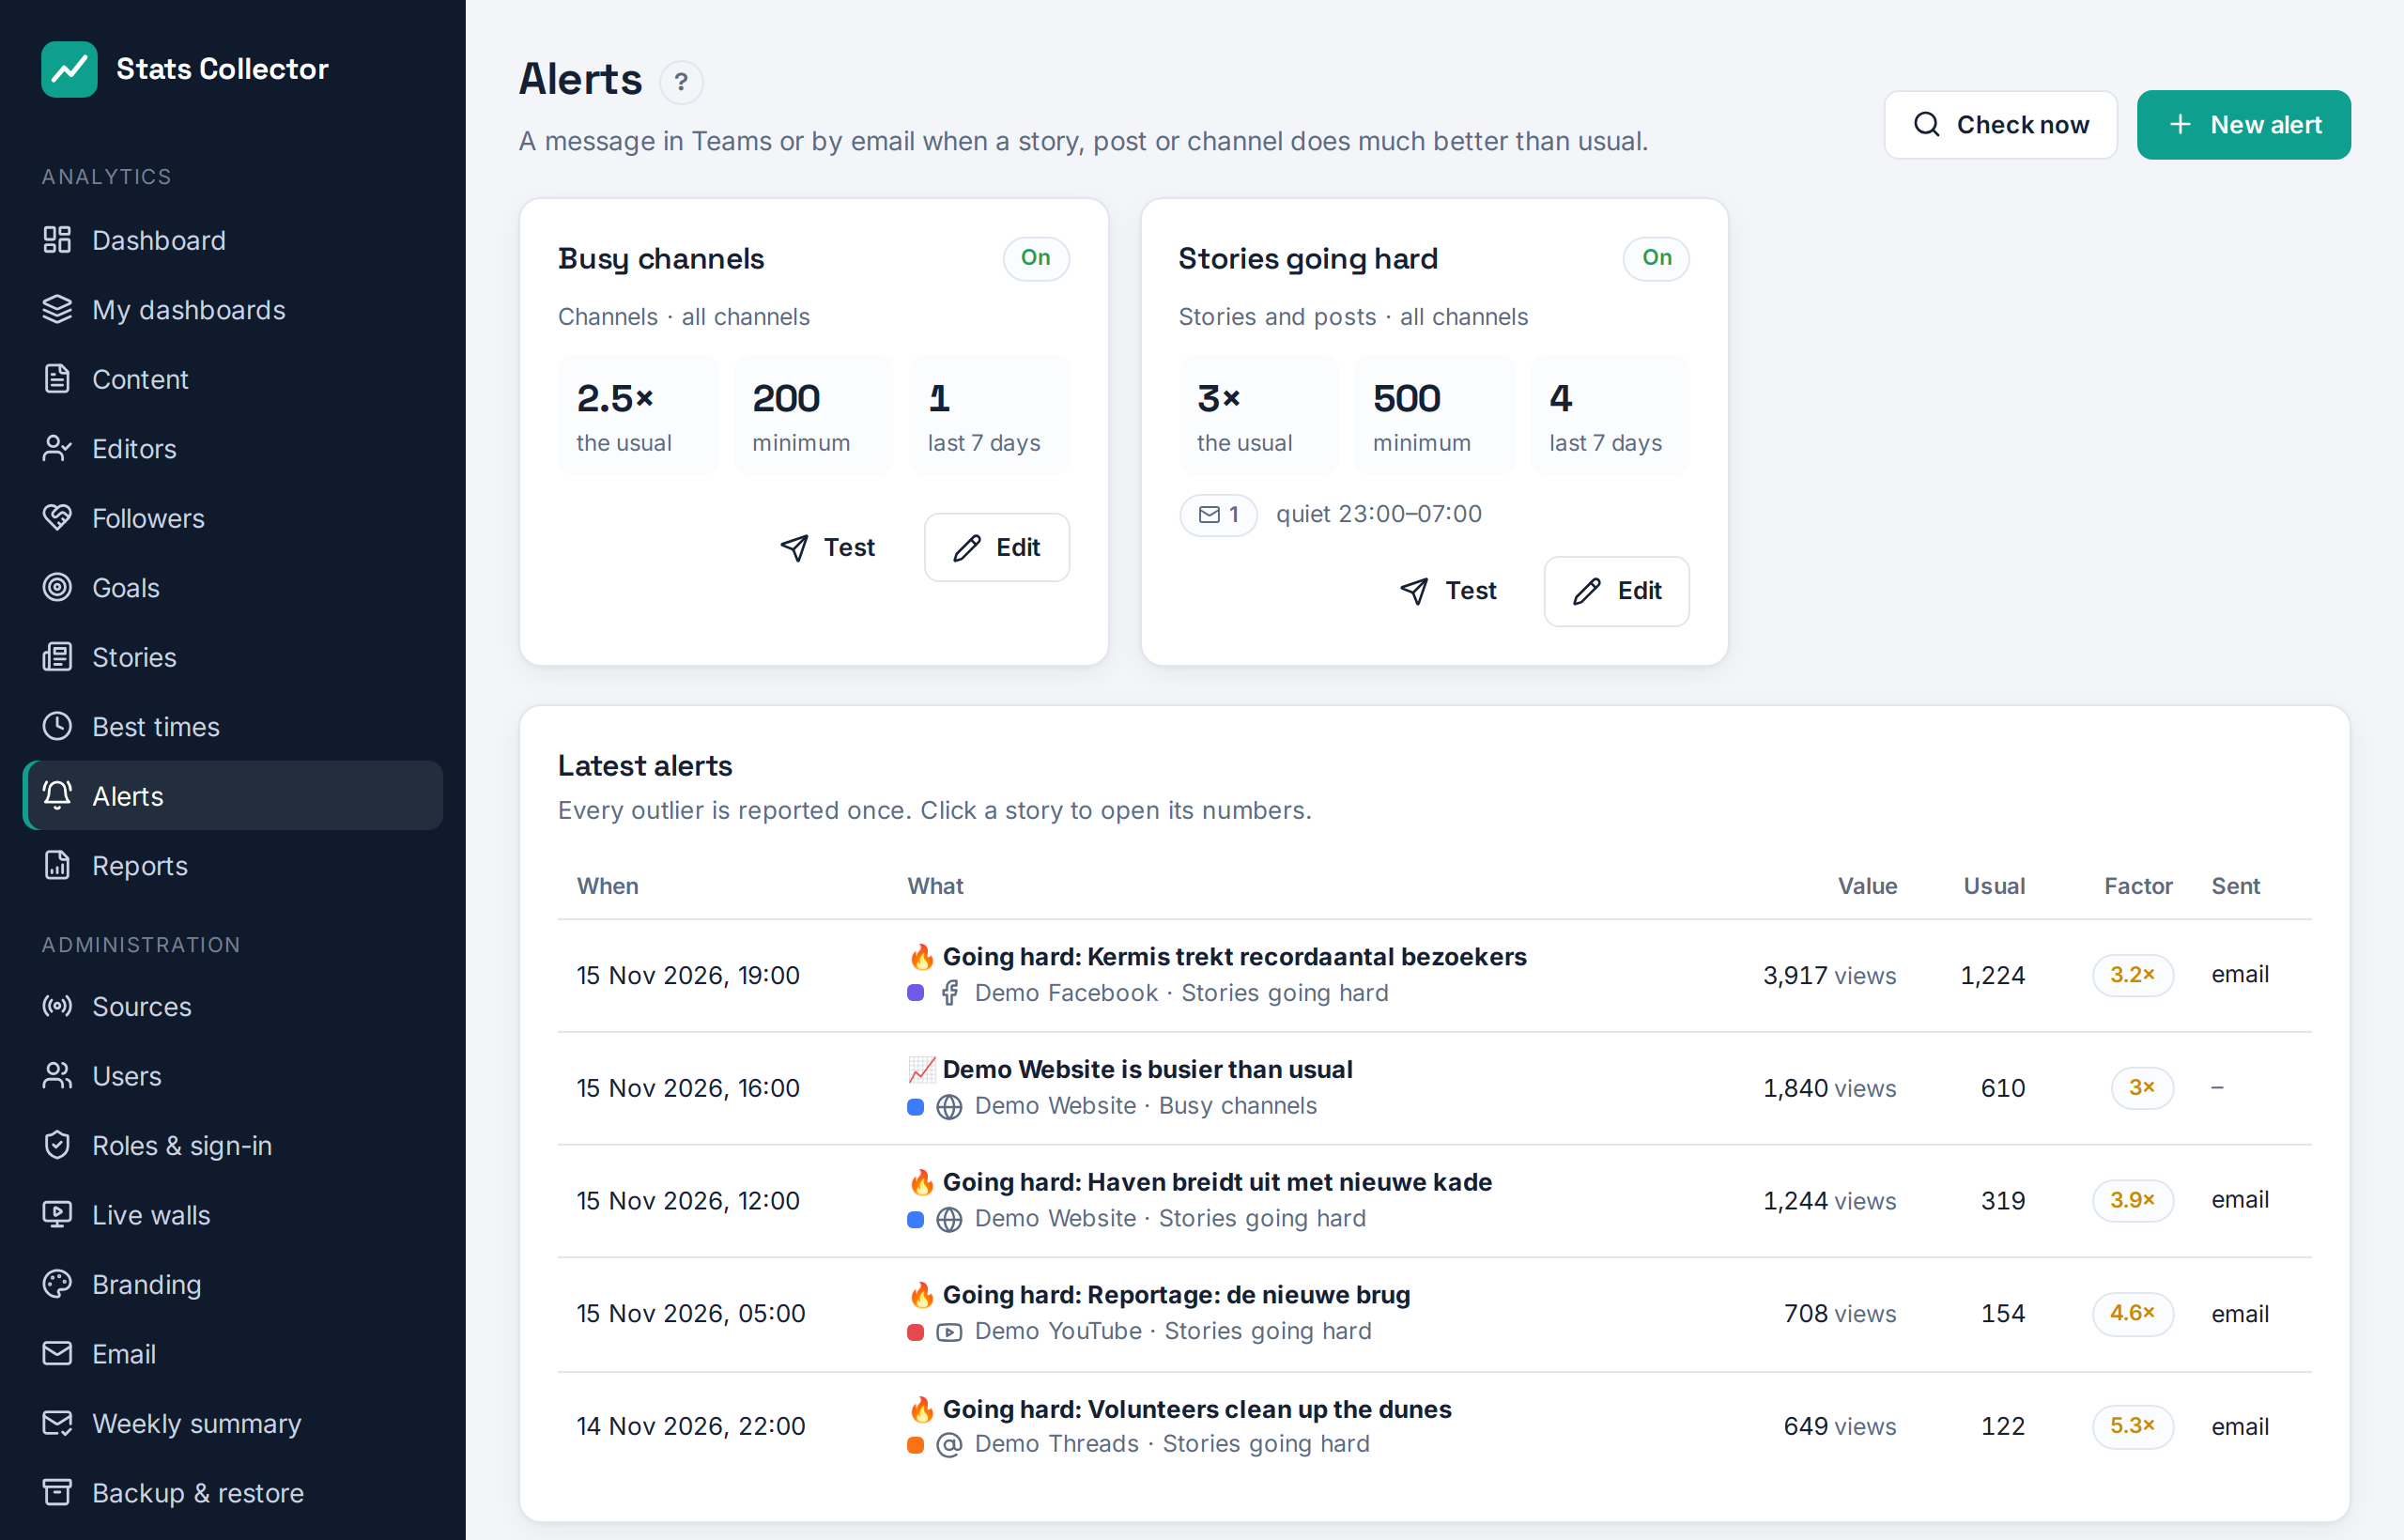 Stats Collector
ANALYTICS
Dashboard
My dashboards
Content
Editors
Followers
Goals
Stories
Best times
Alerts
Reports
ADMINISTRATION
Sources
Users
Roles & sign-in
Live walls
Branding
Email
Weekly summary
Backup & restore
Alerts ?
A message in Teams or by email when a story, post or channel does much better than usual.
Check now
New alert
Busy channels On
Channels · all channels
2.5× 200 1
the usual minimum last 7 days
Test Edit
Stories going hard On
Stories and posts · all channels
3× 500 4
the usual minimum last 7 days
1 quiet 23:00–07:00
Test Edit
Latest alerts
Every outlier is reported once. Click a story to open its numbers.
When What Value Usual Factor Sent
15 Nov 2026, 19:00 🔥 Going hard: Kermis trekt recordaantal bezoekers 3,917 views 1,224 3.2× email
Demo Facebook · Stories going hard
15 Nov 2026, 16:00 📈 Demo Website is busier than usual 1,840 views 610 3× –
Demo Website · Busy channels
15 Nov 2026, 12:00 🔥 Going hard: Haven breidt uit met nieuwe kade 1,244 views 319 3.9× email
Demo Website · Stories going hard
15 Nov 2026, 05:00 🔥 Going hard: Reportage: de nieuwe brug 708 views 154 4.6× email
Demo YouTube · Stories going hard
14 Nov 2026, 22:00 🔥 Going hard: Volunteers clean up the dunes 649 views 122 5.3× email
Demo Threads · Stories going hard